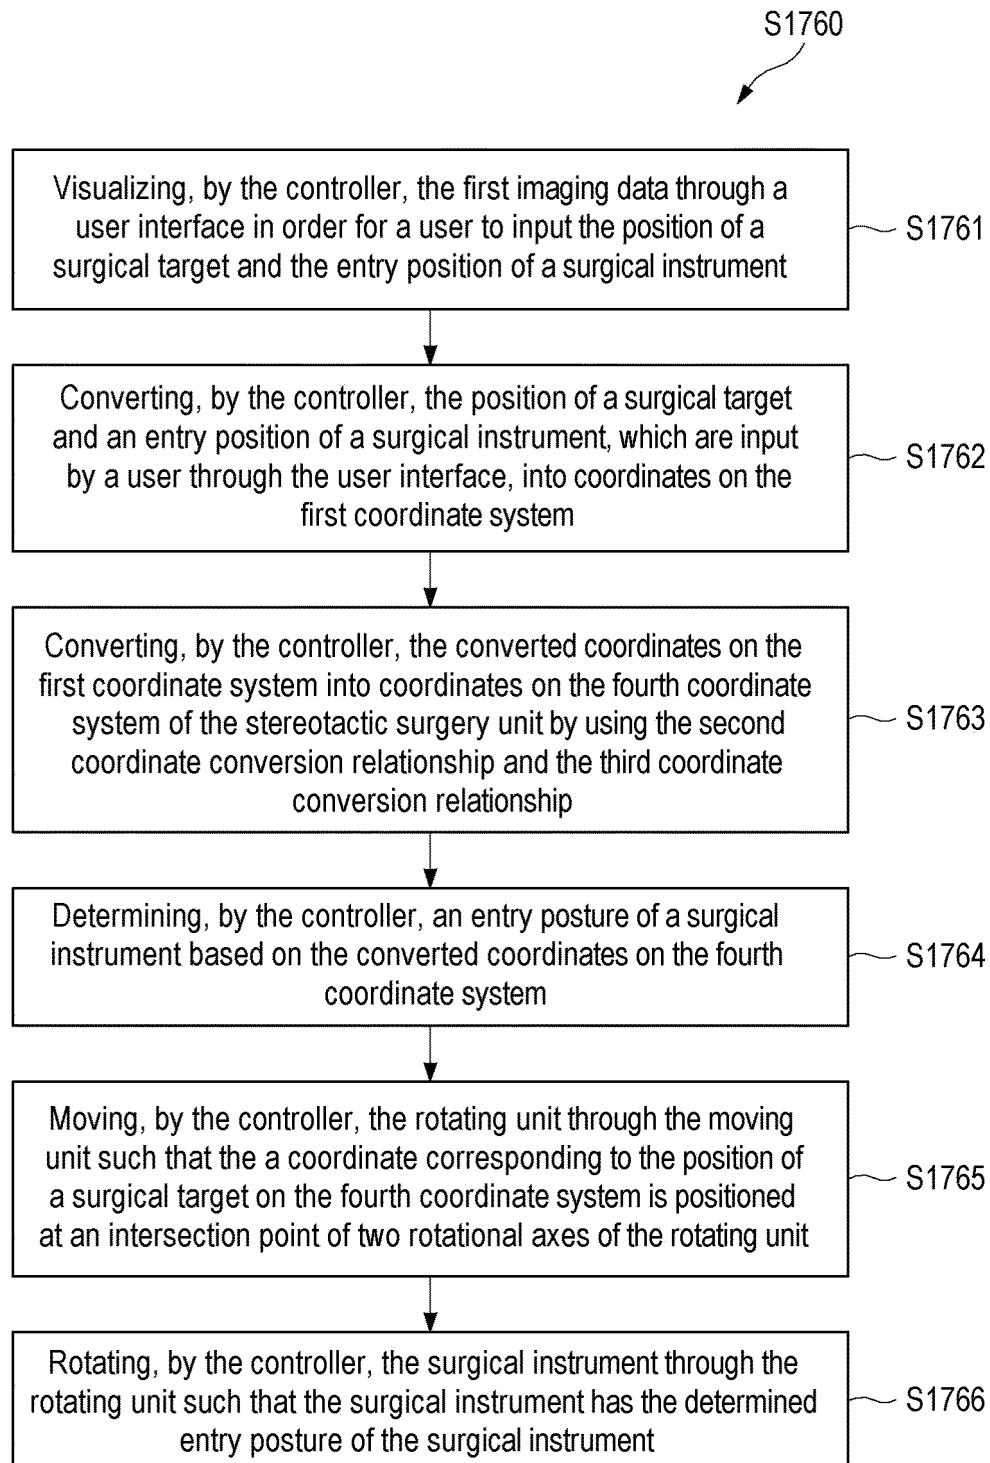 S1760
Visualizing, by the controller, the first imaging data through a
user interface in order for a user to input the position of a
surgical target and the entry position of a surgical instrument
S1761
Converting, by the controller, the position of a surgical target
and an entry position of a surgical instrument, which are input
by a user through the user interface, into coordinates on the
first coordinate system
S1762
Converting, by the controller, the converted coordinates on the
first coordinate system into coordinates on the fourth coordinate
system of the stereotactic surgery unit by using the second
coordinate conversion relationship and the third coordinate
conversion relationship
S1763
Determining, by the controller, an entry posture of a surgical
instrument based on the converted coordinates on the fourth
coordinate system
S1764
Moving, by the controller, the rotating unit through the moving
unit such that the a coordinate corresponding to the position of
a surgical target on the fourth coordinate system is positioned
at an intersection point of two rotational axes of the rotating unit
S1765
Rotating, by the controller, the surgical instrument through the
rotating unit such that the surgical instrument has the determined
entry posture of the surgical instrument
S1766